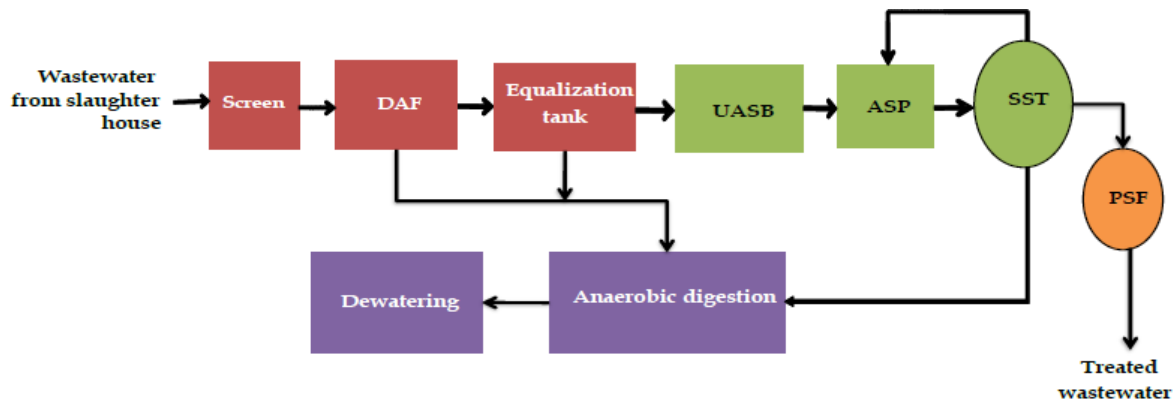 Wastewater
from slaughter
house
Screen
DAF
Equalization
tank
UASB
ASP
SST
PSF
Dewatering
Anaerobic digestion
Treated
wastewater